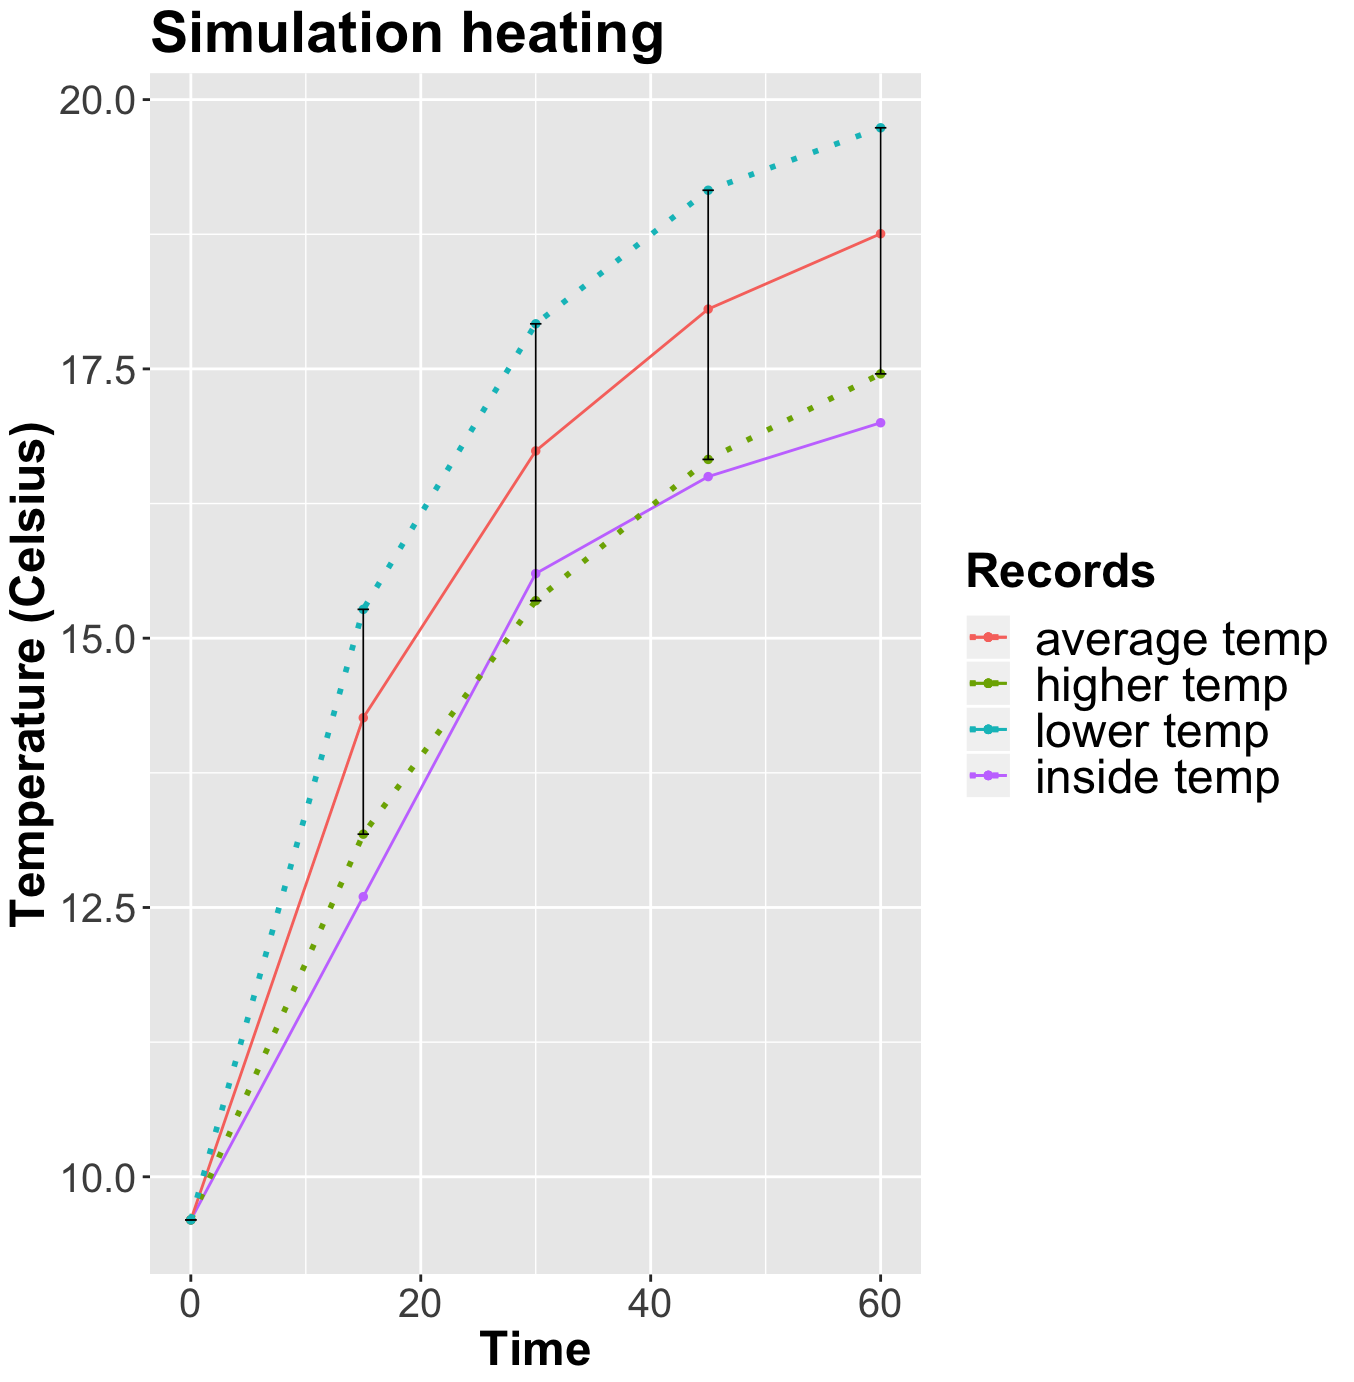 Simulation heating
20.0
17.5
15.0
12.5
10.0
Temperature (Celsius)
0 20 40 60
Time
Records
average temp
higher temp
lower temp
inside temp